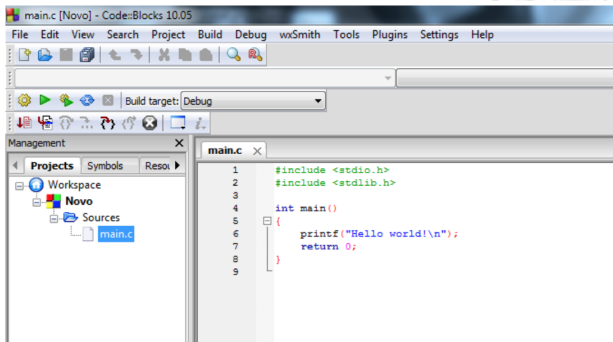 main.c [Novo] - Code::Blocks 10.05
File Edit View Search Project Build Debug wxSmith Tools Plugins Settings Help
Build target: Debug
Management
main.c
Projects Symbols Resou
Workspace
Novo
Sources
main.c
1 #include <stdio.h>
2 #include <stdlib.h>
3
4 int main()
5 {
6 printf("Hello world!\n");
7 return 0;
8 }
9